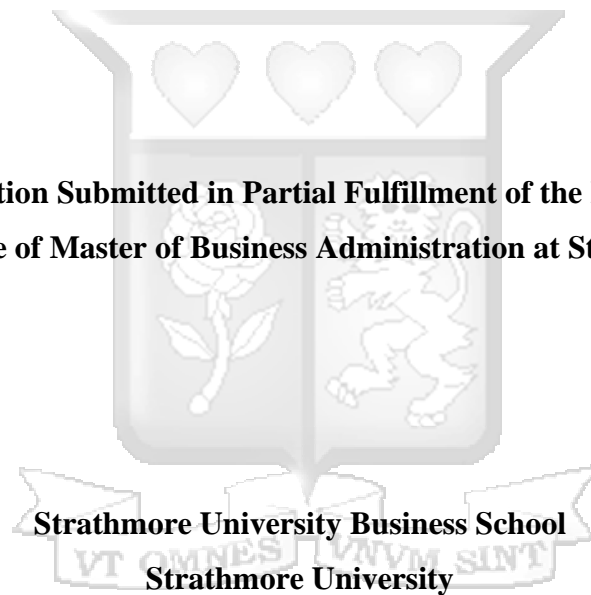 tion Submitted in Partial Fulfillment of the
e of Master of Business Administration at St
Strathmore University Business School
VT OMNES VNVM SINT
Strathmore University